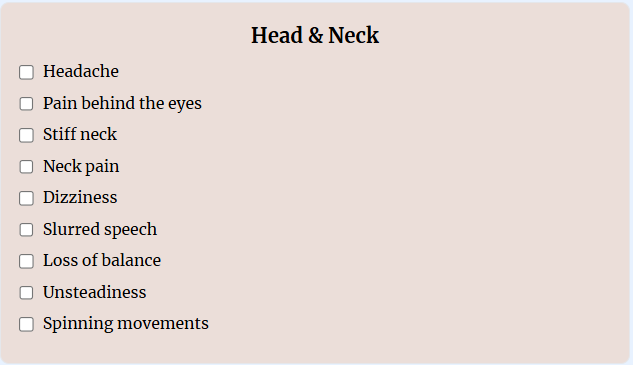 Head & Neck
Headache
Pain behind the eyes
Stiff neck
Neck pain
Dizziness
Slurred speech
Loss of balance
Unsteadiness
Spinning movements